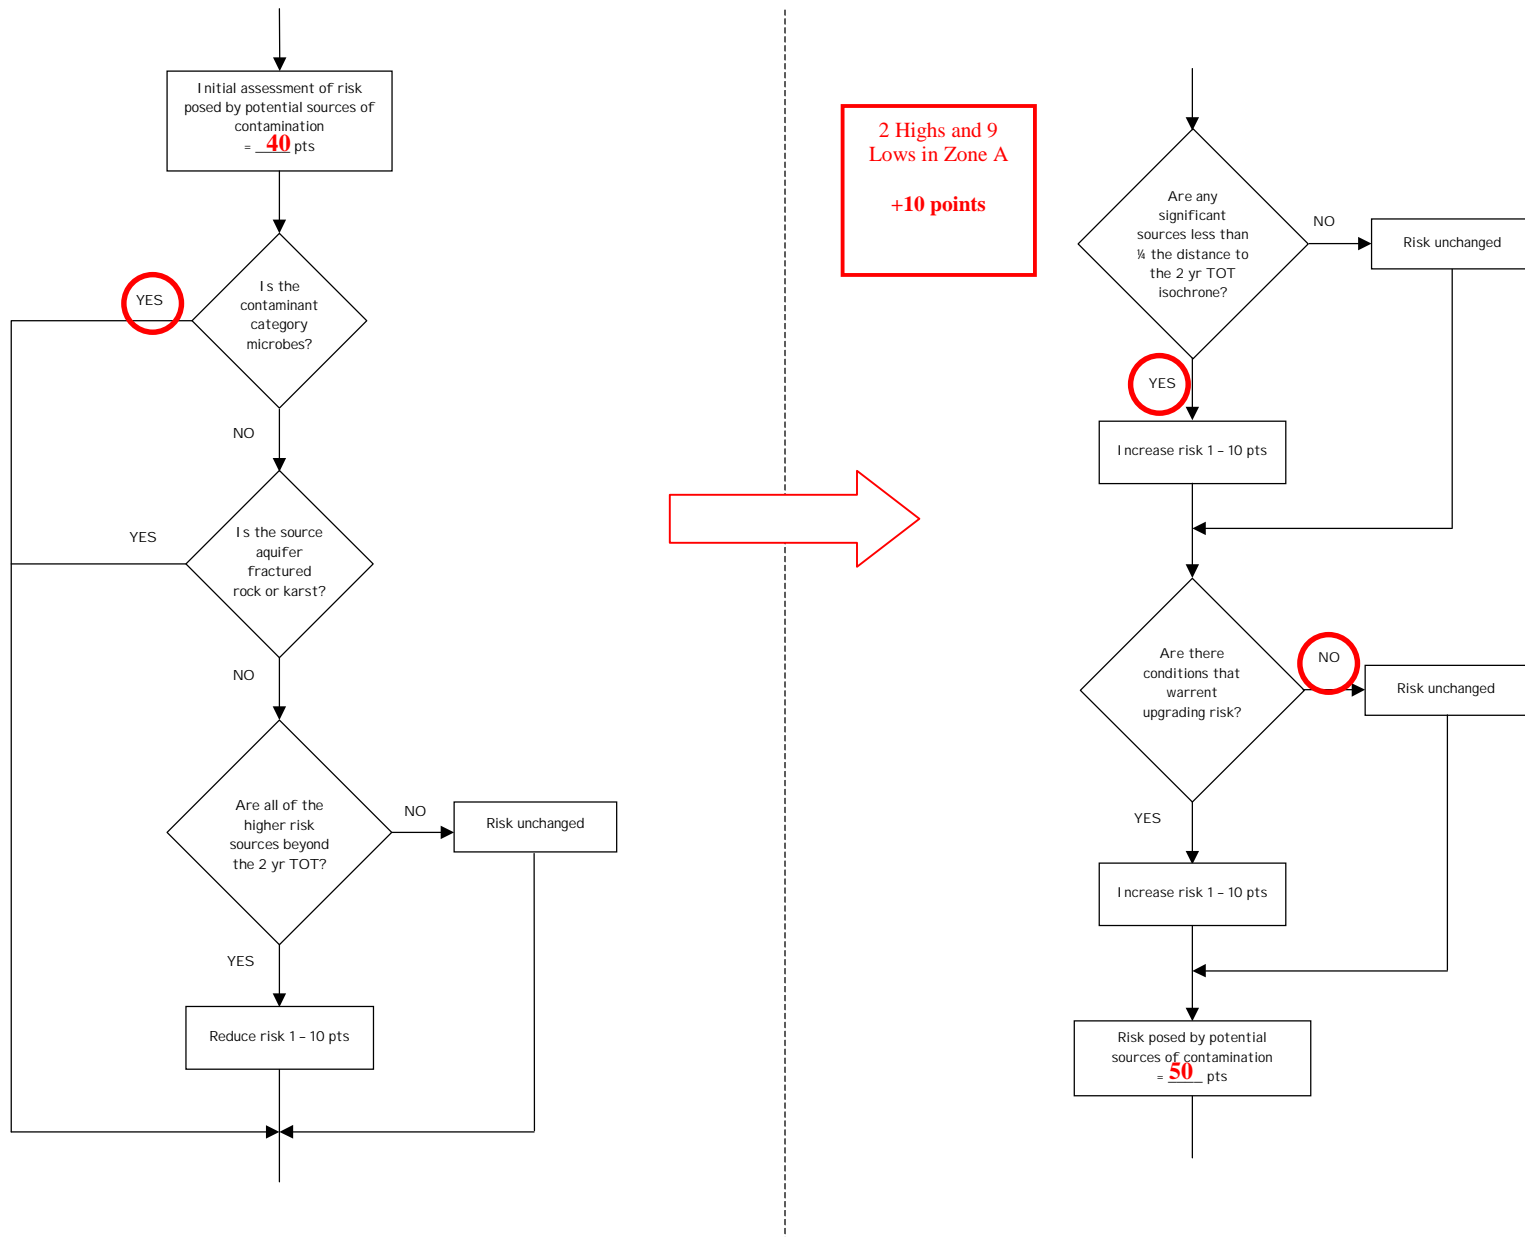 Initial assessment of risk
posed by potential sources of
contamination
= 40 pts
YES
Is the
contaminant
category
microbes?
NO
YES
Is the source
aquifer
fractured
rock or karst?
NO
Are all of the
higher risk
sources beyond
the 2 yr TOT?
NO
Risk unchanged
YES
Reduce risk 1 – 10 pts
2 Highs and 9
Lows in Zone A
+10 points
Are any
significant
sources less than
¼ the distance to
the 2 yr TOT
isochrone?
NO
Risk unchanged
YES
Increase risk 1 – 10 pts
Are there
conditions that
warrent
upgrading risk?
NO
Risk unchanged
YES
Increase risk 1 – 10 pts
Risk posed by potential
sources of contamination
= 50 pts